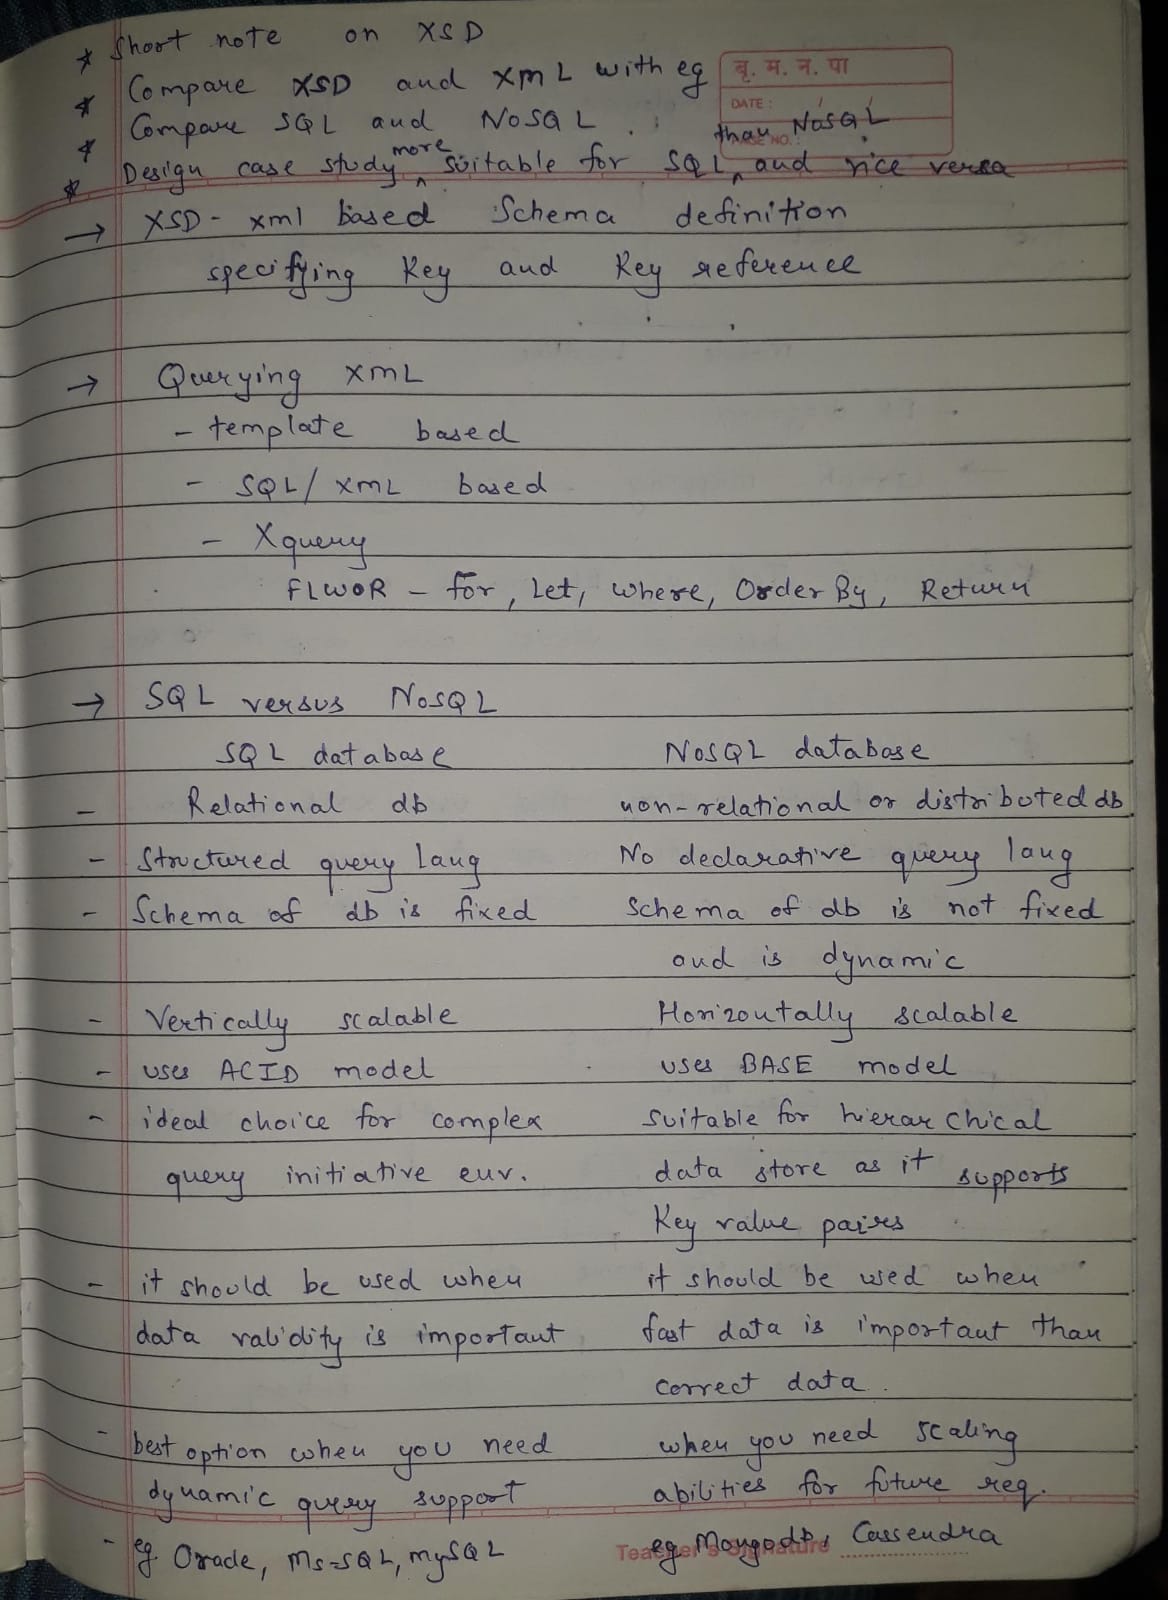 * Short note on XSD
* Compare XSD and XML with eg
बृ. म. न. पा
DATE:
* Compare SQL and NOSQL.
than NoSQL
* Design case study more suitable for SQL, and vice versa
→ XSD - xml based Schema definition
specifying Key and Key reference
→ Querying XML
- template based
- SQL/XML based
- Xquery
FLWOR - For, Let, where, Order By, Return
→ SQL versus NoSQL
SQL database NOSQL database
- Relational db non-relational or distributed db
- Structured query lang No declarative query lang
- Schema of db is fixed Schema of db is not fixed
and is dynamic
- Vertically scalable Horizontally scalable
- uses ACID model uses BASE model
- ideal choice for complex suitable for hierarchical
query initiative env. data store as it supports
Key value pairs
- it should be used when it should be used when
data validity is important fast data is important than
correct data.
- best option when you need when you need scaling
dynamic query support abilities for future req.
- eg Oracle, Ms-SQL, mySQL eg Mongodb, Cassendra
Teacher's Signature